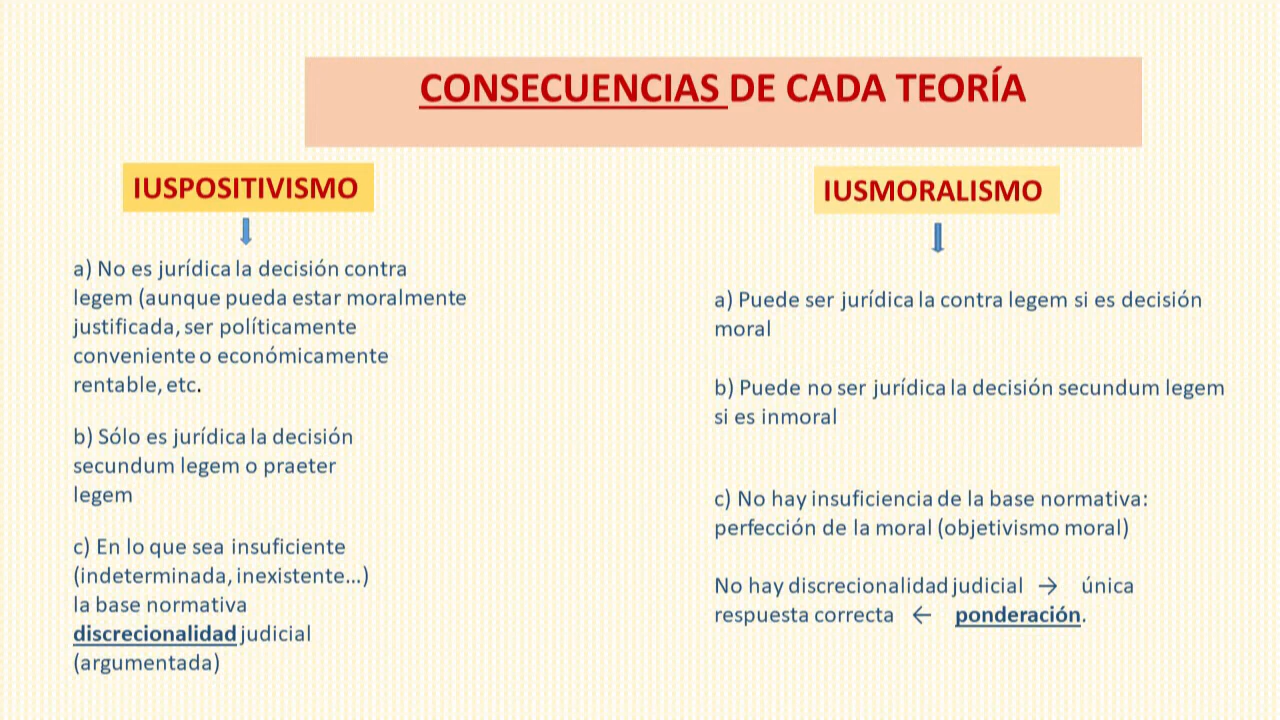 CONSECUENCIAS DE CADA TEORÍA
IUSPOSITIVISMO
a) No es jurídica la decisión contra
legem (aunque pueda estar moralmente
justificada, ser políticamente
conveniente o económicamente
rentable, etc.
b) Sólo es jurídica la decisión
secundum legem o praeter
legem
c) En lo que sea insuficiente
(indeterminada, inexistente...)
la base normativa
discrecionalidad judicial
(argumentada)
IUSMORALISMO
a) Puede ser jurídica la contra legem si es decisión
moral
b) Puede no ser jurídica la decisión secundum legem
si es inmoral
c) No hay insuficiencia de la base normativa:
perfección de la moral (objetivismo moral)
No hay discrecionalidad judicial → única
respuesta correcta ← ponderación.